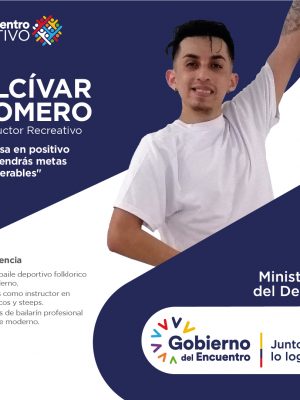 entro
TIVO
LCÍVAR
OMERO
uctor Recreativo
sa en positivo
endrás metas
erables"
encia
baile deportivo folklorico
erno.
s como instructor en
cos y steeps.
s de bailarín profesional
e moderno.
Minist
del De
Gobierno
del Encuentro
Junto
lo log